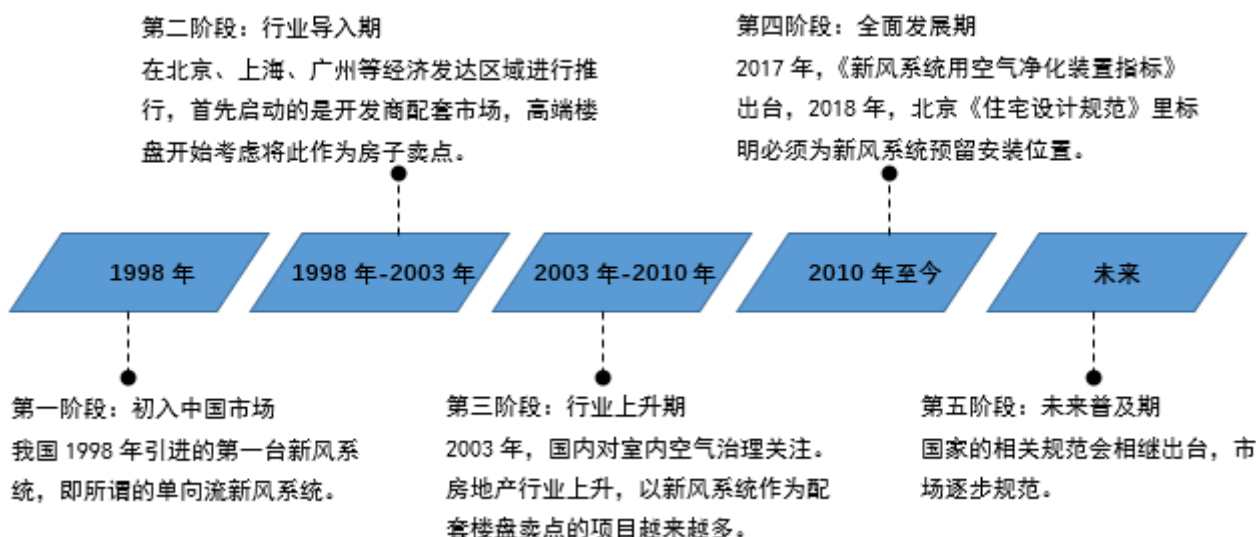 第二阶段：行业导入期
在北京、上海、广州等经济发达区域进行推
行，首先启动的是开发商配套市场，高端楼
盘开始考虑将此作为房子卖点。
第四阶段：全面发展期
2017 年，《新风系统用空气净化装置指标》
出台，2018 年，北京《住宅设计规范》里标
明必须为新风系统预留安装位置。
1998 年
1998 年-2003 年
2003 年-2010 年
2010 年至今
未来
第一阶段：初入中国市场
我国 1998 年引进的第一台新风系
统，即所谓的单向流新风系统。
第三阶段：行业上升期
2003 年，国内对室内空气治理关注。
房地产行业上升，以新风系统作为配
套楼盘卖点的项目越来越多。
第五阶段：未来普及期
国家的相关规范会相继出台，市
场逐步规范。